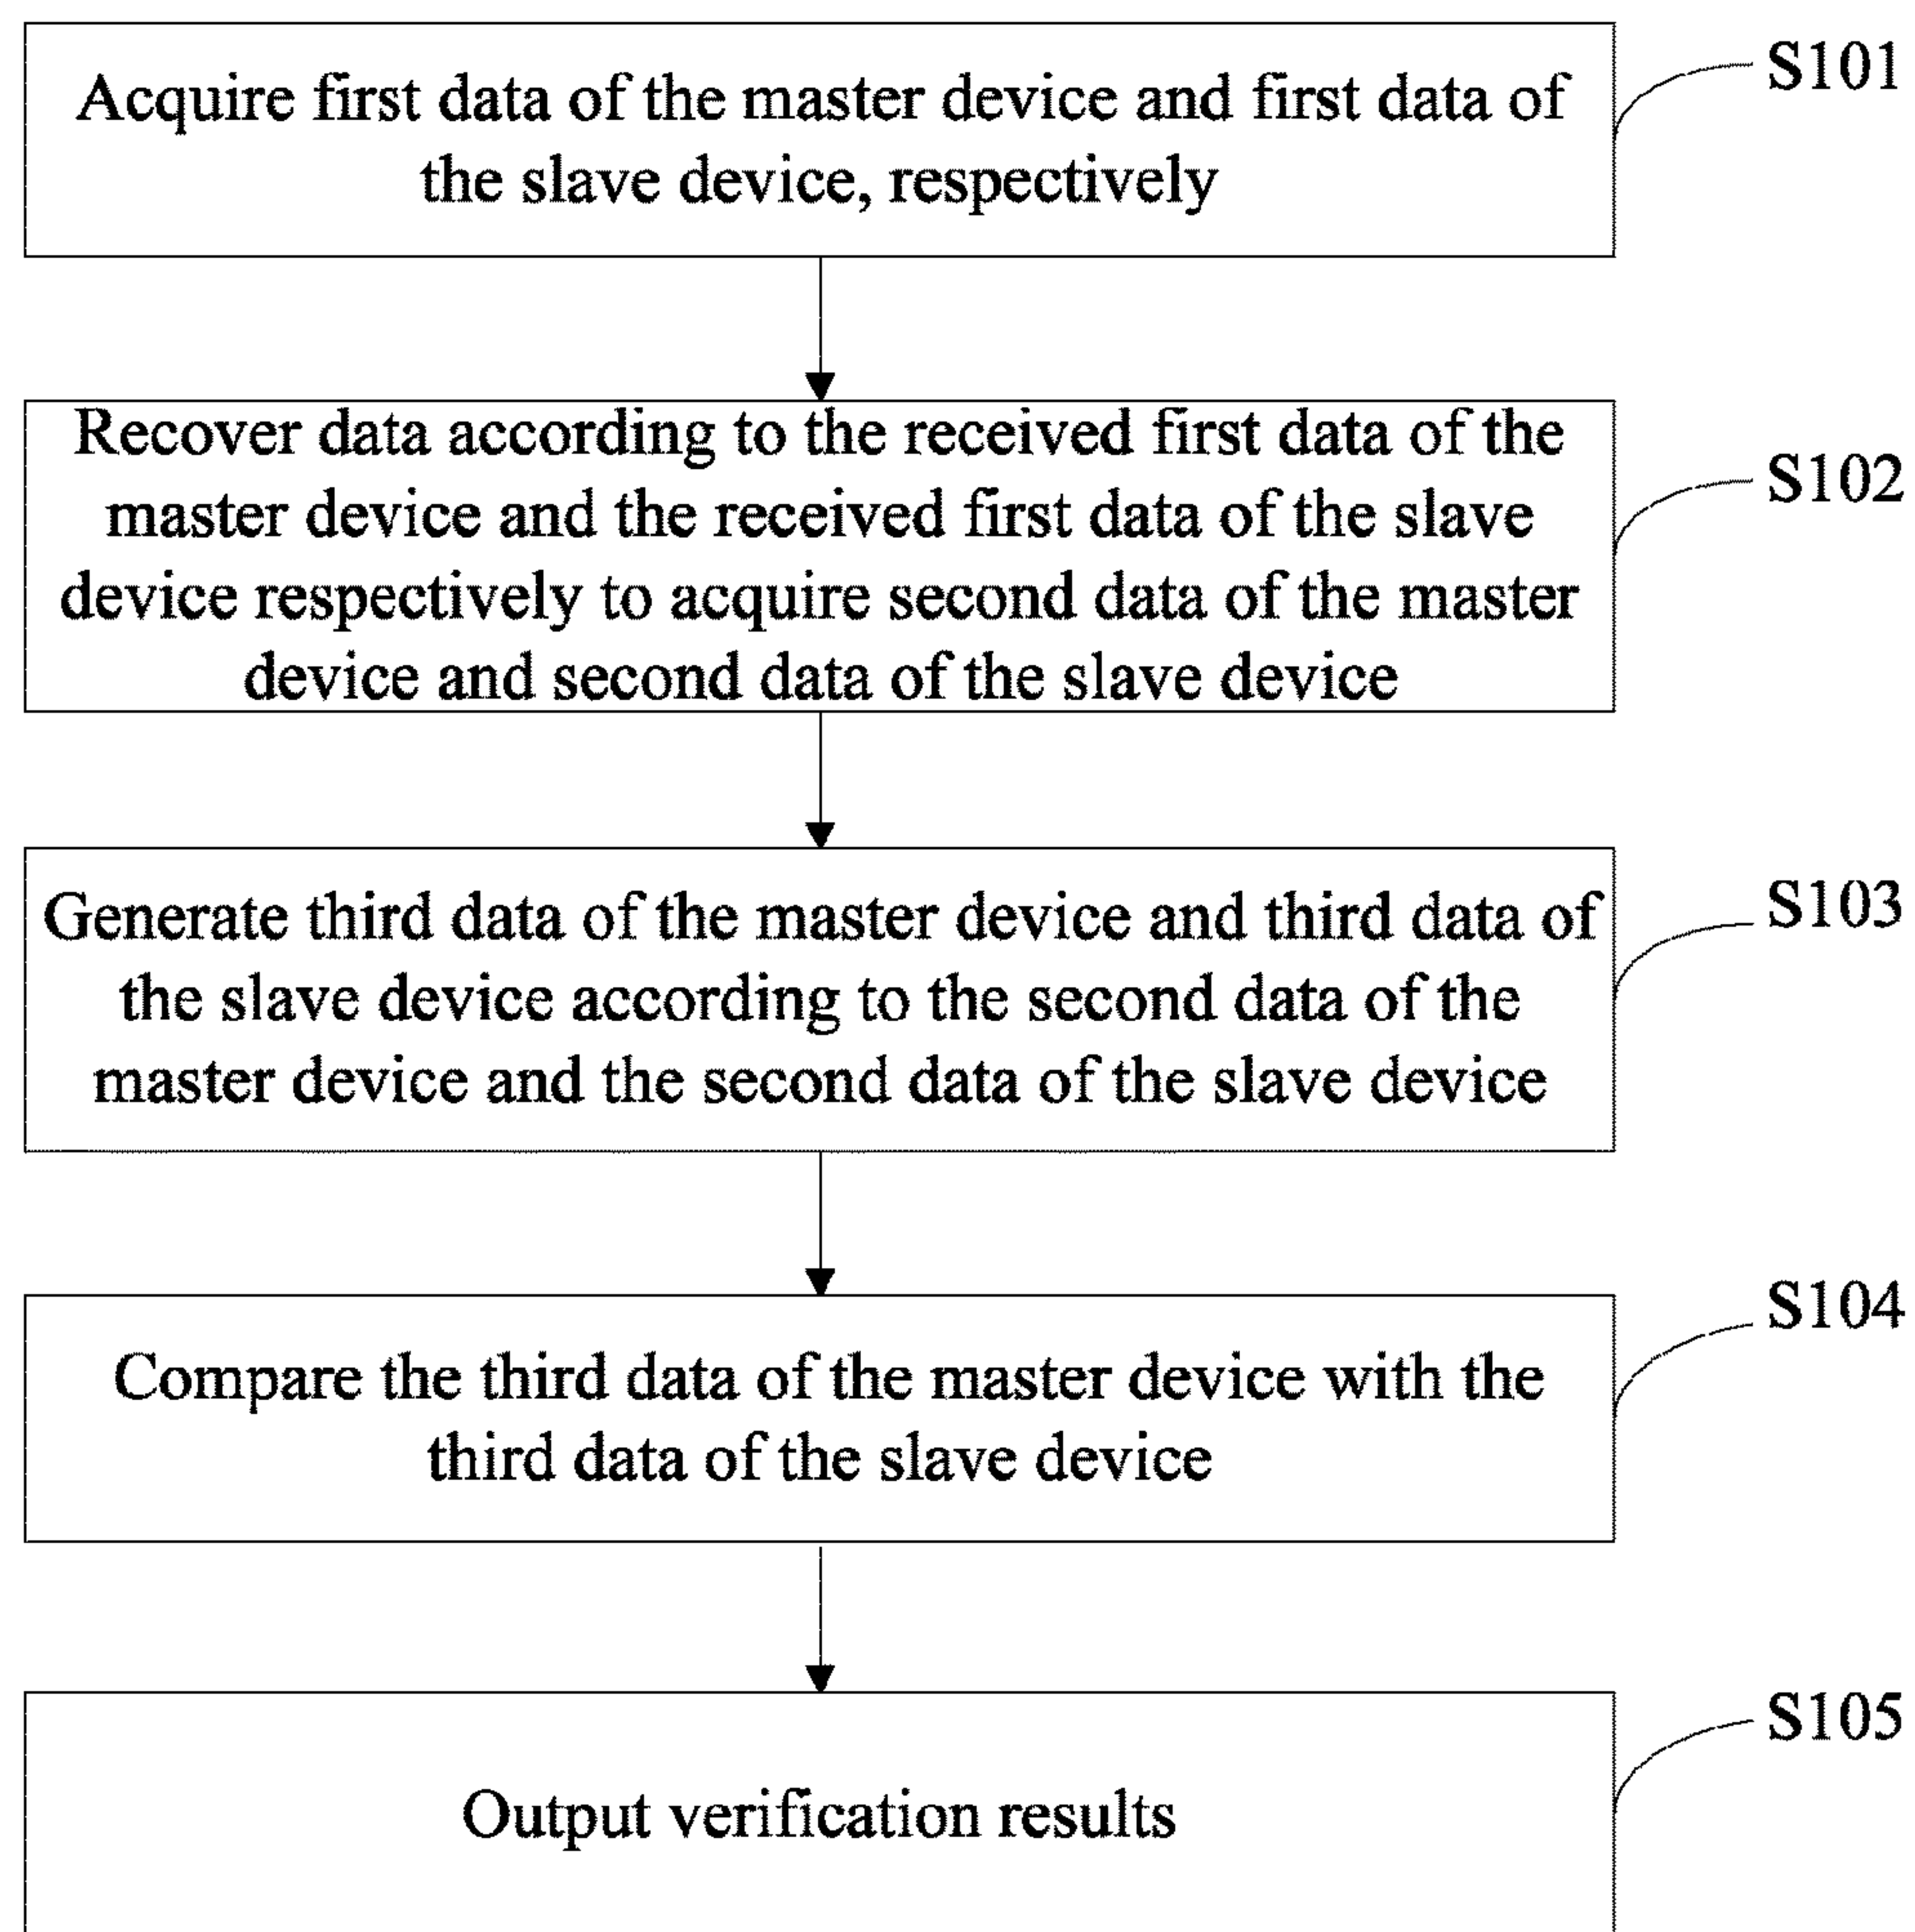 Acquire first data of the master device and first data of
the slave device, respectively
S101
Recover data according to the received first data of the
master device and the received first data of the slave
device respectively to acquire second data of the master
device and second data of the slave device
S102
Generate third data of the master device and third data of
the slave device according to the second data of the
master device and the second data of the slave device
S103
Compare the third data of the master device with the
third data of the slave device
S104
Output verification results
S105